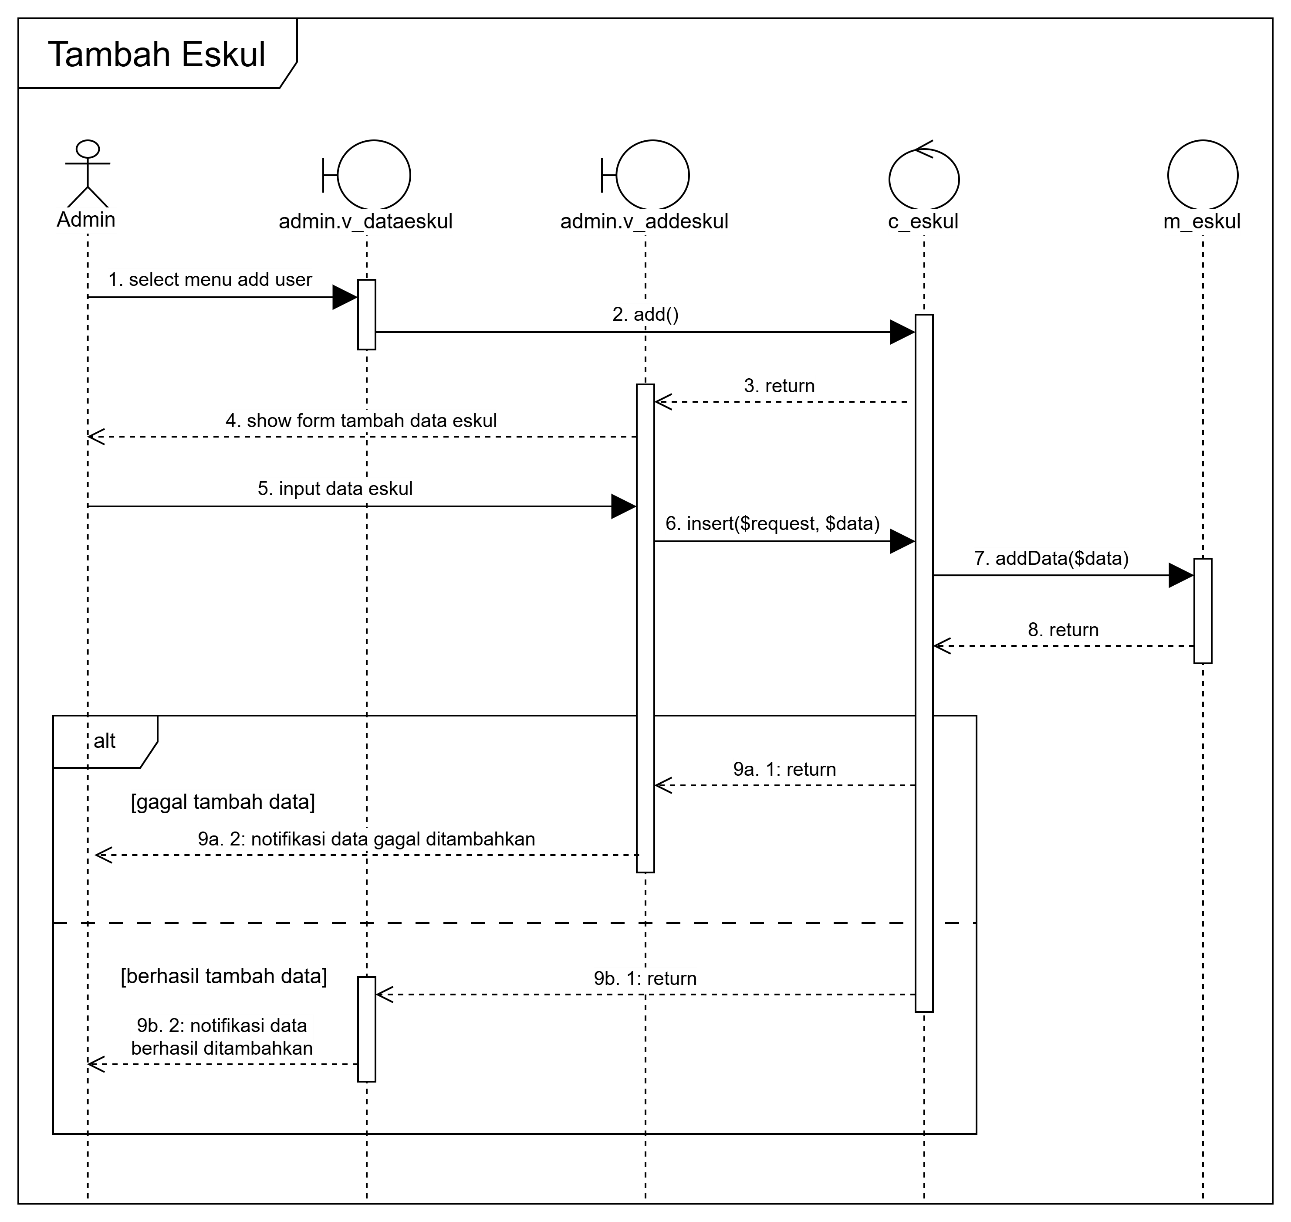 Tambah Eskul
Admin
admin.v_dataeskul
admin.v_addeskul
c_eskul
m_eskul
1. select menu add user
2. add()
3. return
4. show form tambah data eskul
5. input data eskul
6. insert($request, $data)
7. addData($data)
8. return
alt
9a. 1: return
[gagal tambah data]
9a. 2: notifikasi data gagal ditambahkan
[berhasil tambah data]
9b. 1: return
9b. 2: notifikasi data
berhasil ditambahkan